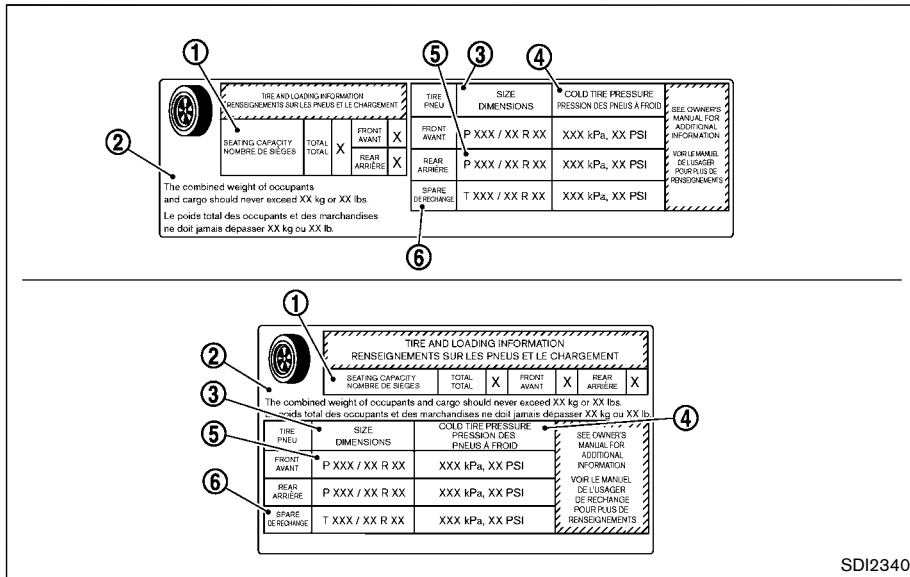 ① ⑤ ③ ④
TIRE AND LOADING INFORMATION
RENSEIGNEMENTS SUR LES PNEUS ET LE CHARGEMENT
SEATING CAPACITY
NOMBRE DE SIÈGES
TOTAL
TOTAL
X
FRONT
AVANT
X
REAR
ARRIÈRE
X
②
The combined weight of occupants
and cargo should never exceed XX kg or XX lbs.
Le poids total des occupants et des marchandises
ne doit jamais dépasser XX kg ou XX lb.
TIRE
PNEU
SIZE
DIMENSIONS
COLD TIRE PRESSURE
PRESSION DES PNEUS À FROID
FRONT
AVANT
P XXX / XX R XX
XXX kPa, XX PSI
REAR
ARRIÈRE
P XXX / XX R XX
XXX kPa, XX PSI
SPARE
DE RECHANGE
T XXX / XX R XX
XXX kPa, XX PSI
SEE OWNER'S
MANUAL FOR
ADDITIONAL
INFORMATION
VOIR LE MANUEL
DE L'USAGER
POUR PLUS DE
RENSEIGNEMENTS
⑥
①
TIRE AND LOADING INFORMATION
RENSEIGNEMENTS SUR LES PNEUS ET LE CHARGEMENT
②
SEATING CAPACITY
NOMBRE DE SIÈGES
TOTAL
TOTAL
X
FRONT
AVANT
X
REAR
ARRIÈRE
X
The combined weight of occupants and cargo should never exceed XX kg or XX lbs.
Le poids total des occupants et des marchandises ne doit jamais dépasser XX kg ou XX lb.
③
④
TIRE
PNEU
SIZE
DIMENSIONS
COLD TIRE PRESSURE
PRESSION DES
PNEUS À FROID
⑤
FRONT
AVANT
P XXX / XX R XX
XXX kPa, XX PSI
REAR
ARRIÈRE
P XXX / XX R XX
XXX kPa, XX PSI
⑥
SPARE
DE RECHANGE
T XXX / XX R XX
XXX kPa, XX PSI
SEE OWNER'S
MANUAL FOR
ADDITIONAL
INFORMATION
VOIR LE MANUEL
DE L'USAGER
DE RECHANGE
POUR PLUS DE
RENSEIGNEMENTS
SDI2340